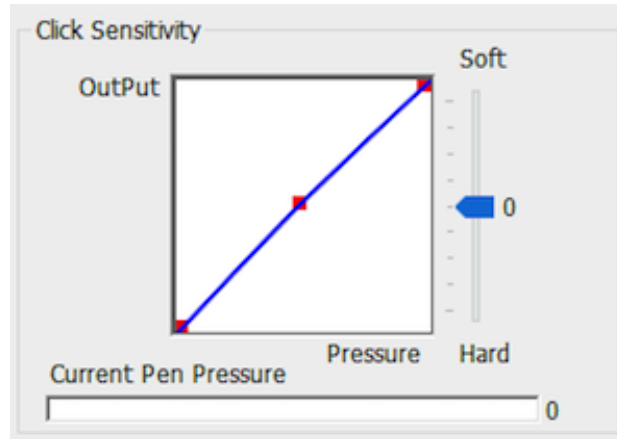 Click Sensitivity
Soft
OutPut
0
Pressure
Hard
Current Pen Pressure
0